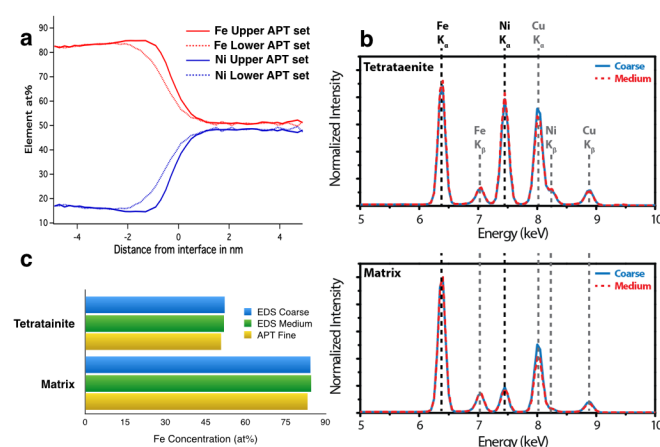 a
Fe Upper APT set
Fe Lower APT set
Ni Upper APT set
Ni Lower APT set
Element at%
90
80
70
60
50
40
30
20
10
-4 -2 0 2 4
Distance from interface in nm
b
Fe Ni Cu
Kα Kα Kα
Tetrataenite
Coarse
Medium
Fe Ni Cu
Kβ Kβ Kβ
Normalized Intensity
5 6 7 8 9 10
Energy (keV)
Matrix
Coarse
Medium
Normalized Intensity
5 6 7 8 9 10
Energy (keV)
c
Tetratainite
Matrix
EDS Coarse
EDS Medium
APT Fine
0 15 30 45 60 75 90
Fe Concentration (at%)